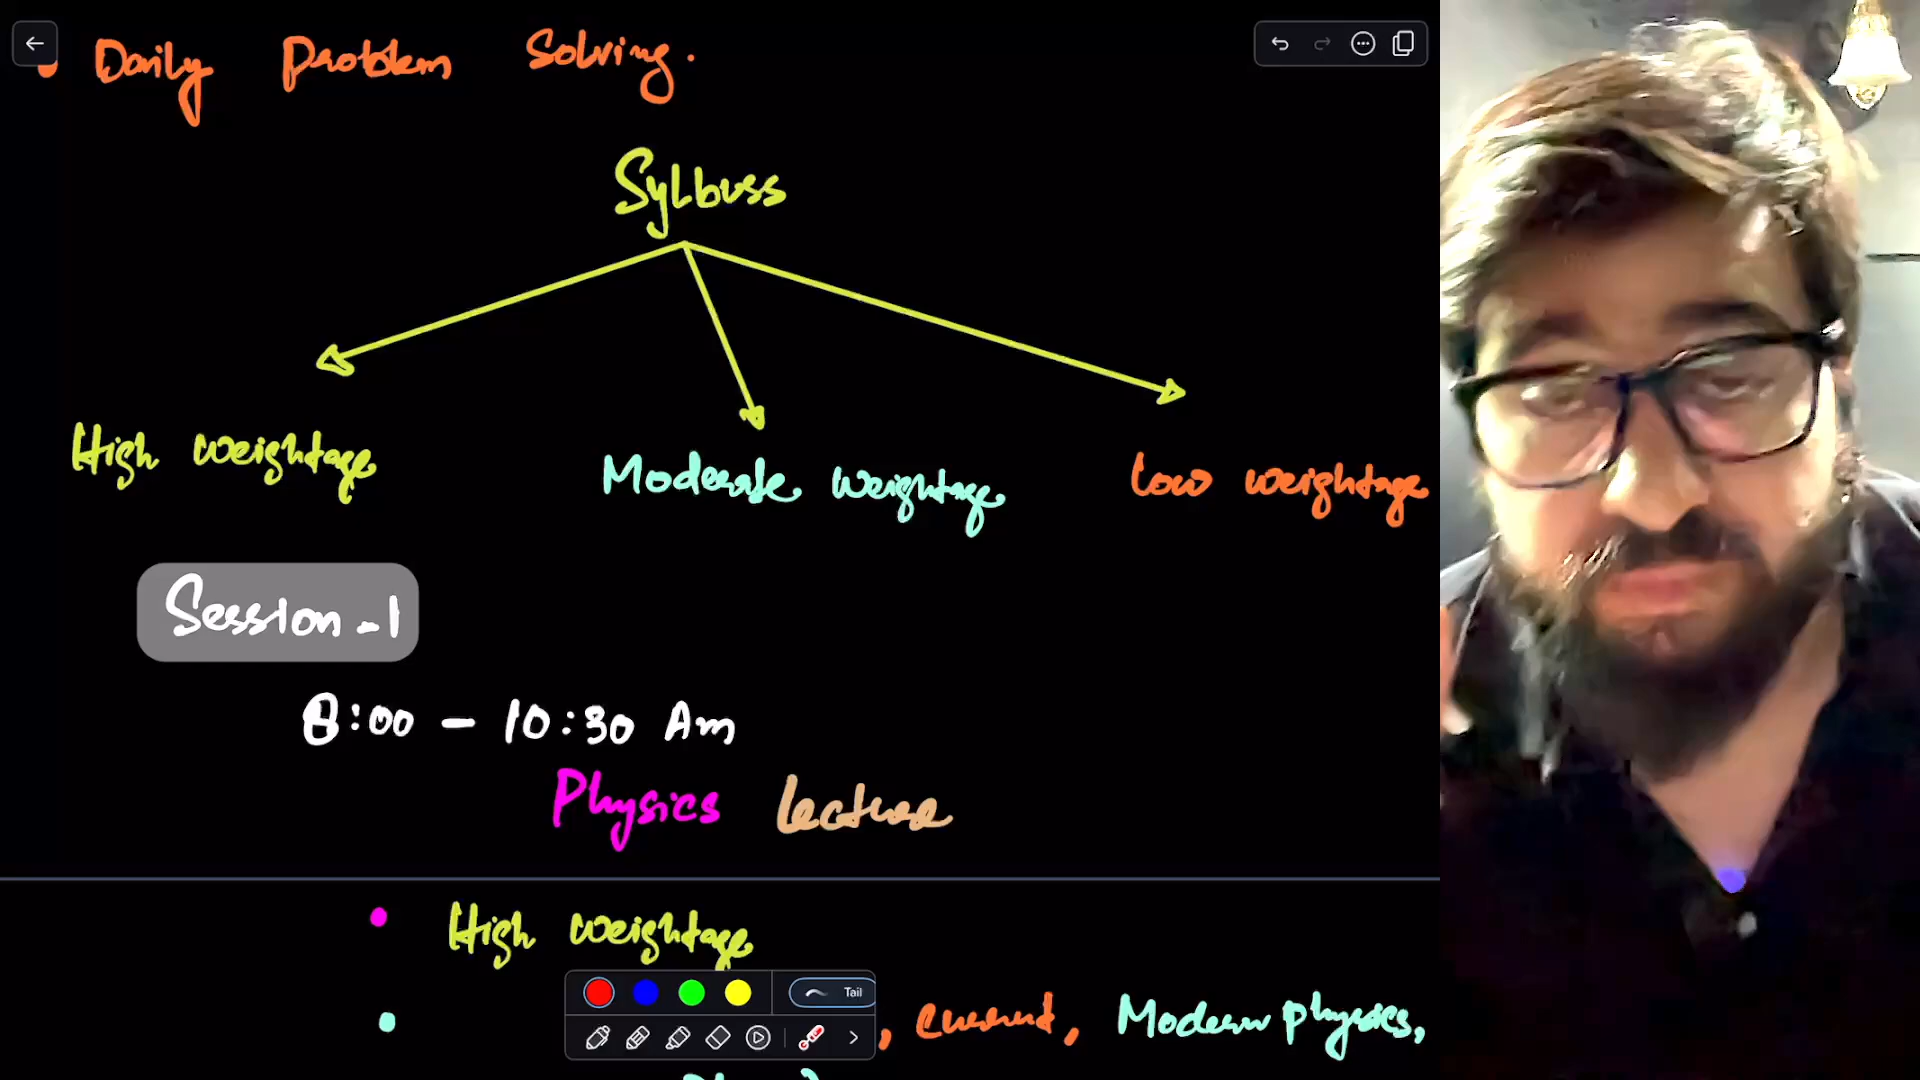 Daily Problem Solving.
Sylbuss
High weightage
Moderate weightage
Low weightage
Session-1
8:00 - 10:30 Am
Physics Lecture
High weightage
Tail
, Current, Modern physics,